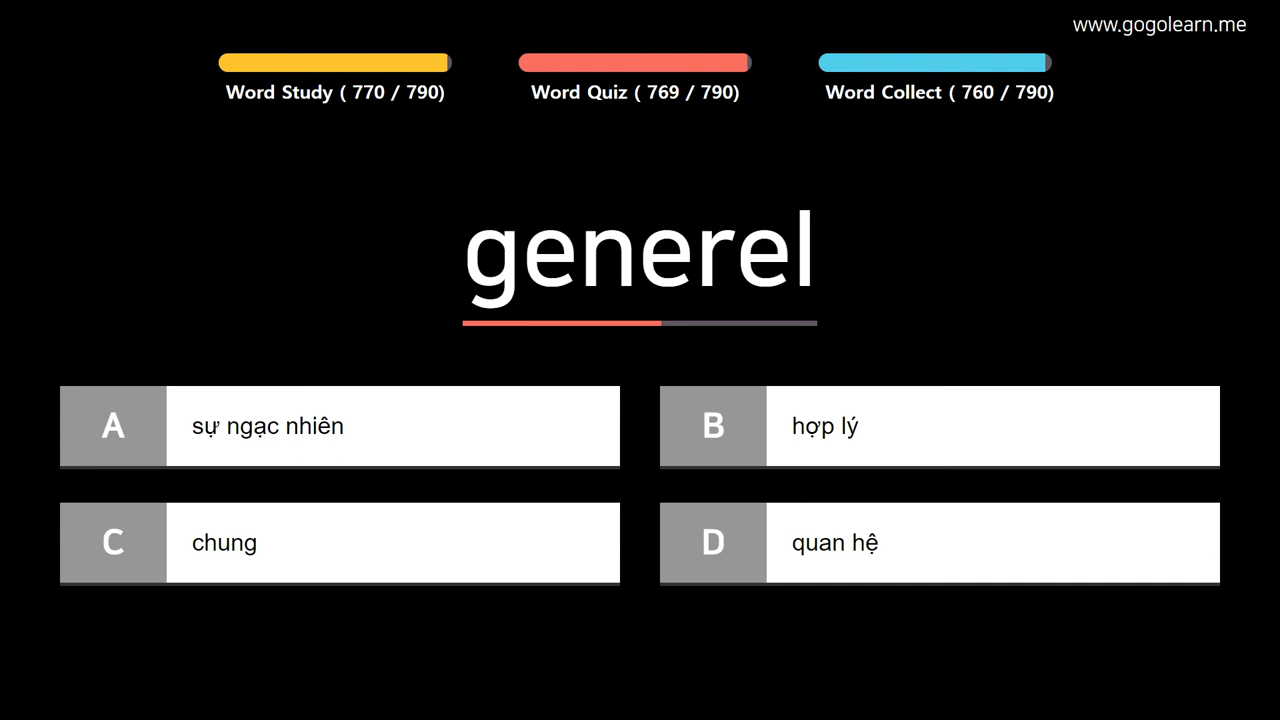 www.gogolearn.me
Word Study ( 770 / 790)
Word Quiz ( 769 / 790)
Word Collect ( 760 / 790)
generel
A sự ngạc nhiên
B hợp lý
C chung
D quan hệ